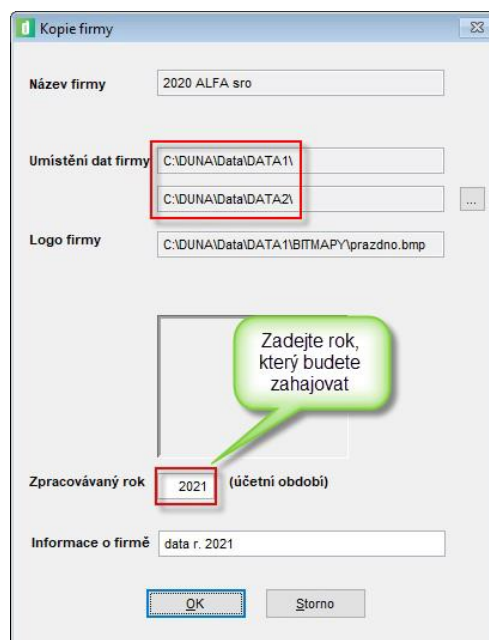 Kopie firmy
Název firmy 2020 ALFA sro
Umístění dat firmy C:\DUNA\Data\DATA1\
C:\DUNA\Data\DATA2\ ...
Logo firmy C:\DUNA\Data\DATA1\BITMAPY\prazdno.bmp
Zadejte rok,
který budete
zahajovat
Zpracovávaný rok 2021 (účetní období)
Informace o firmě data r. 2021
OK Storno